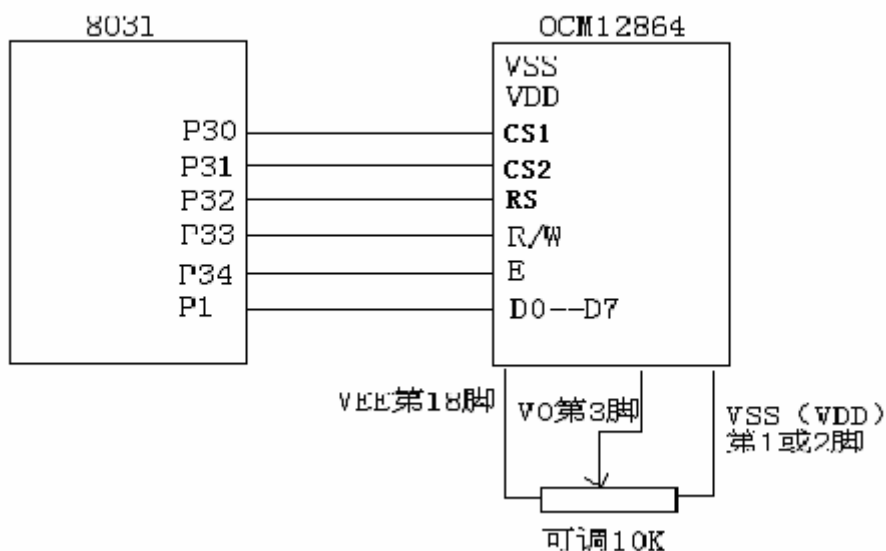 8031
OCM12864
VSS
VDD
P30
CS1
P31
CS2
P32
RS
P33
R/W
P34
E
P1
D0--D7
VEE第18脚
VO第3脚
VSS（VDD）
第1或2脚
可调10K